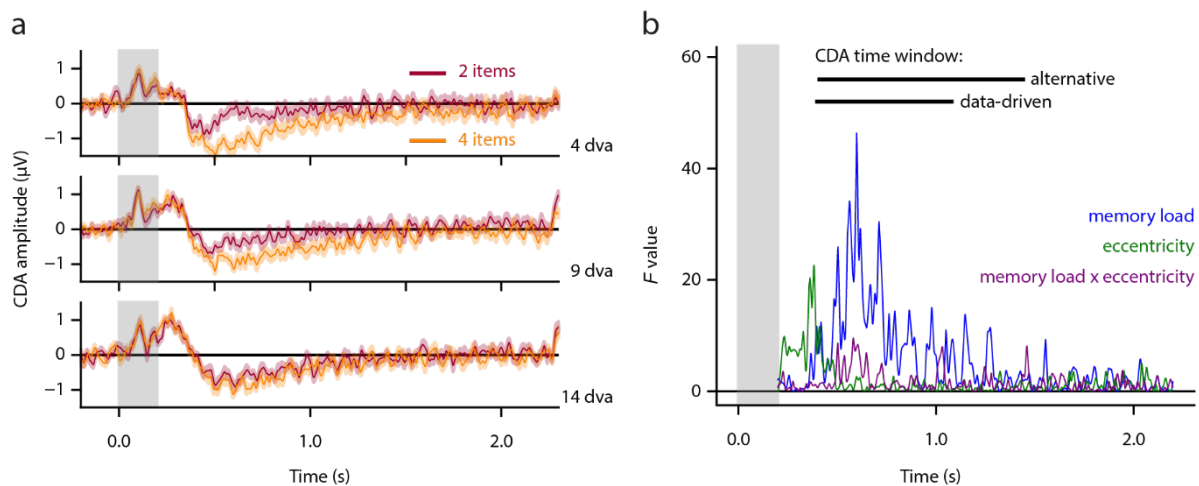 a
CDA amplitude (µV)
1
0
−1
2 items
4 items
4 dva
1
0
−1
9 dva
1
0
−1
14 dva
0.0
1.0
2.0
Time (s)
b
F value
60
40
20
0
CDA time window:
alternative
data-driven
memory load
eccentricity
memory load x eccentricity
0.0
1.0
2.0
Time (s)